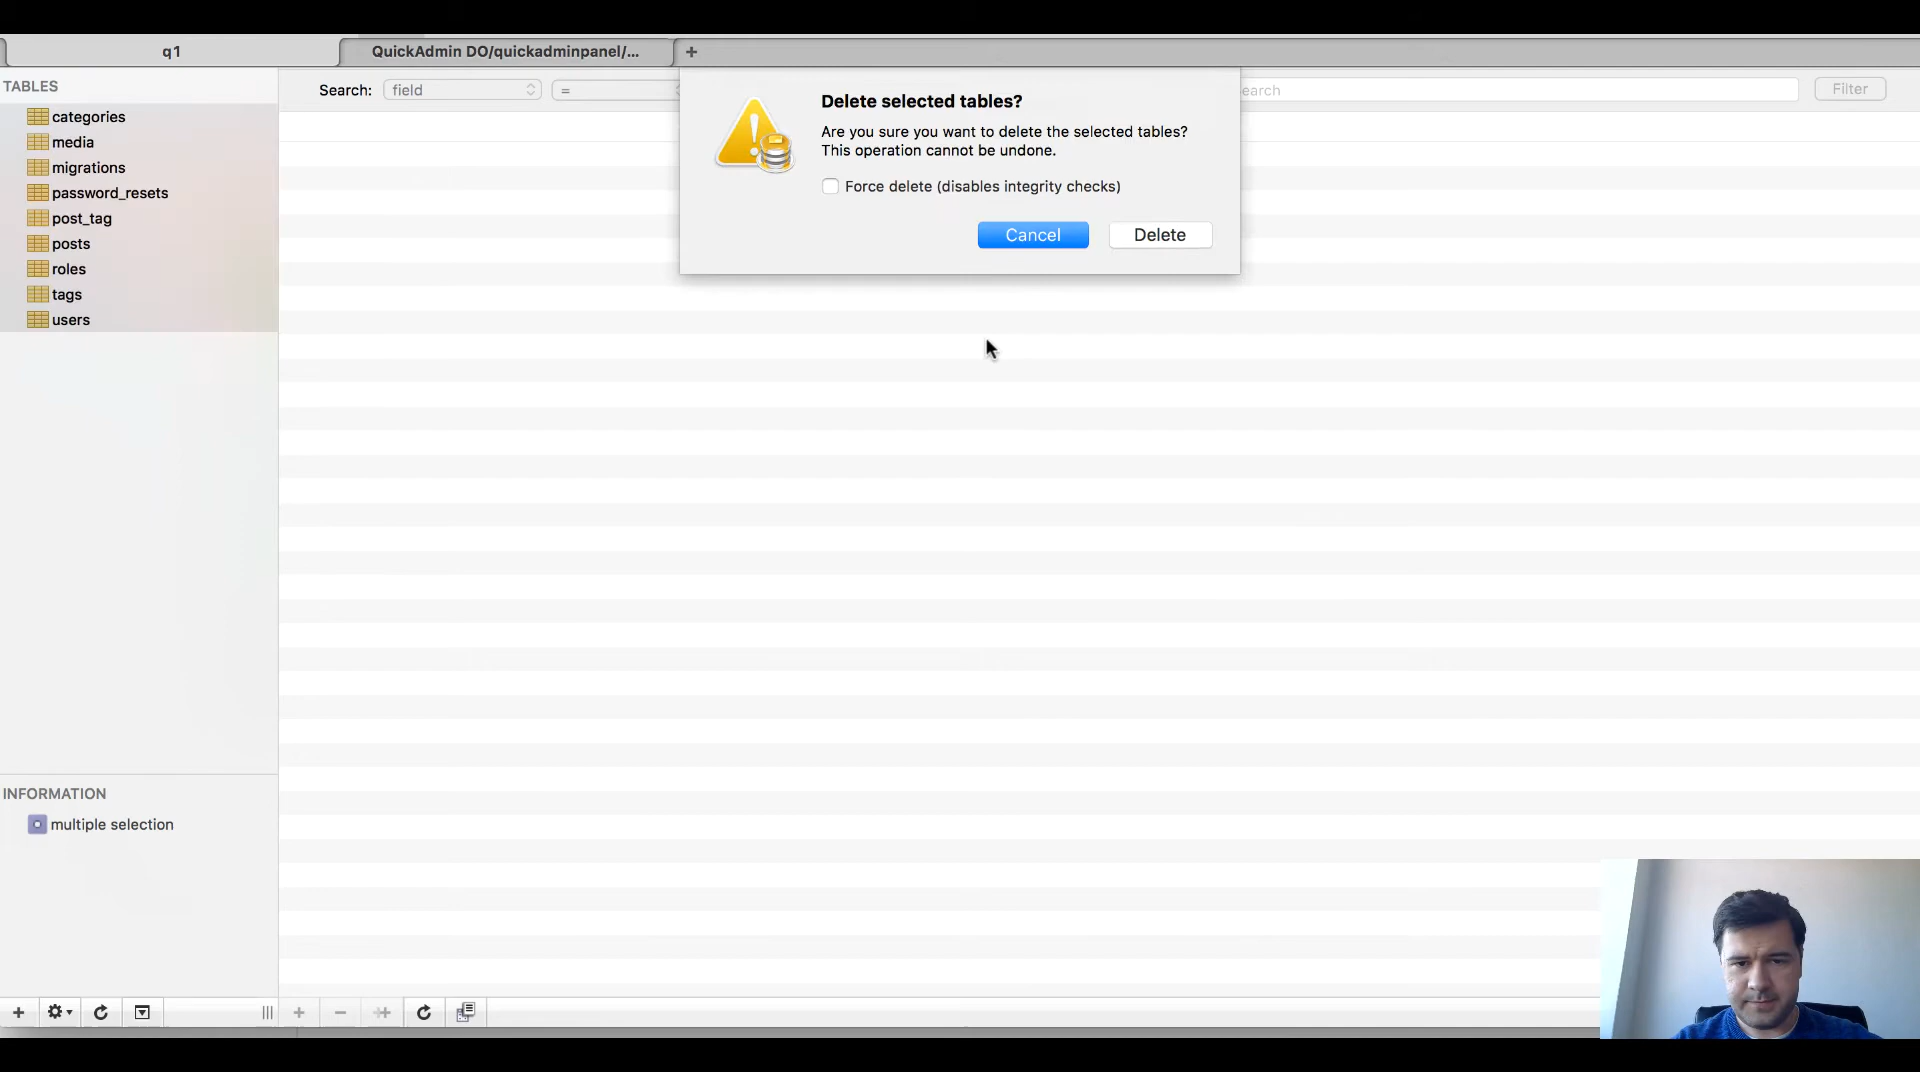 q1
QuickAdmin DO/quickadminpanel/...
+
TABLES
categories
media
migrations
password_resets
post_tag
posts
roles
tags
users
Search:
field
=
earch
Filter
Delete selected tables?
Are you sure you want to delete the selected tables?
This operation cannot be undone.
Force delete (disables integrity checks)
Cancel
Delete
INFORMATION
multiple selection